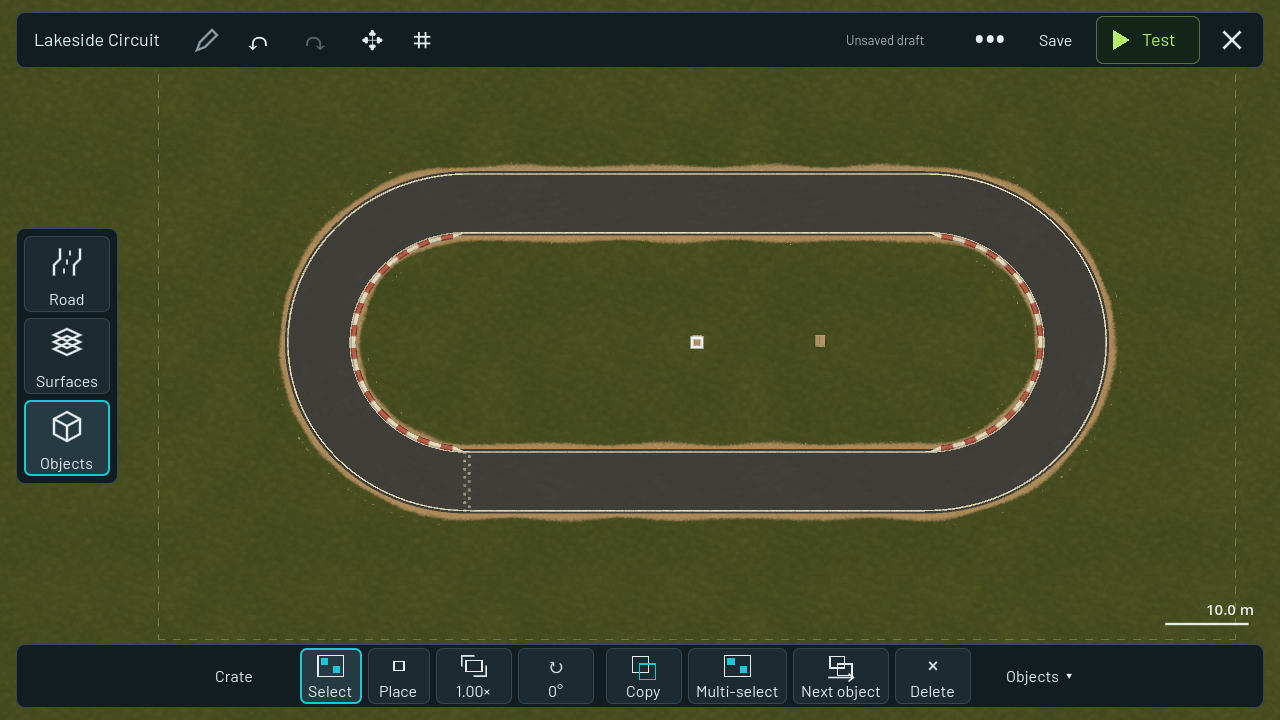 Lakeside Circuit
Unsaved draft
Save
Test
Road
Surfaces
Objects
10.0 m
Crate
Select
Place
1.00×
0°
Copy
Multi-select
Next object
Delete
Objects